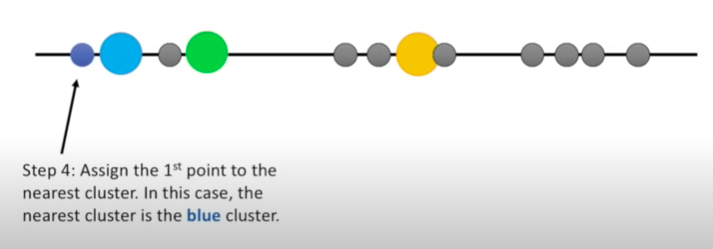 Step 4: Assign the 1st point to the
nearest cluster. In this case, the
nearest cluster is the blue cluster.